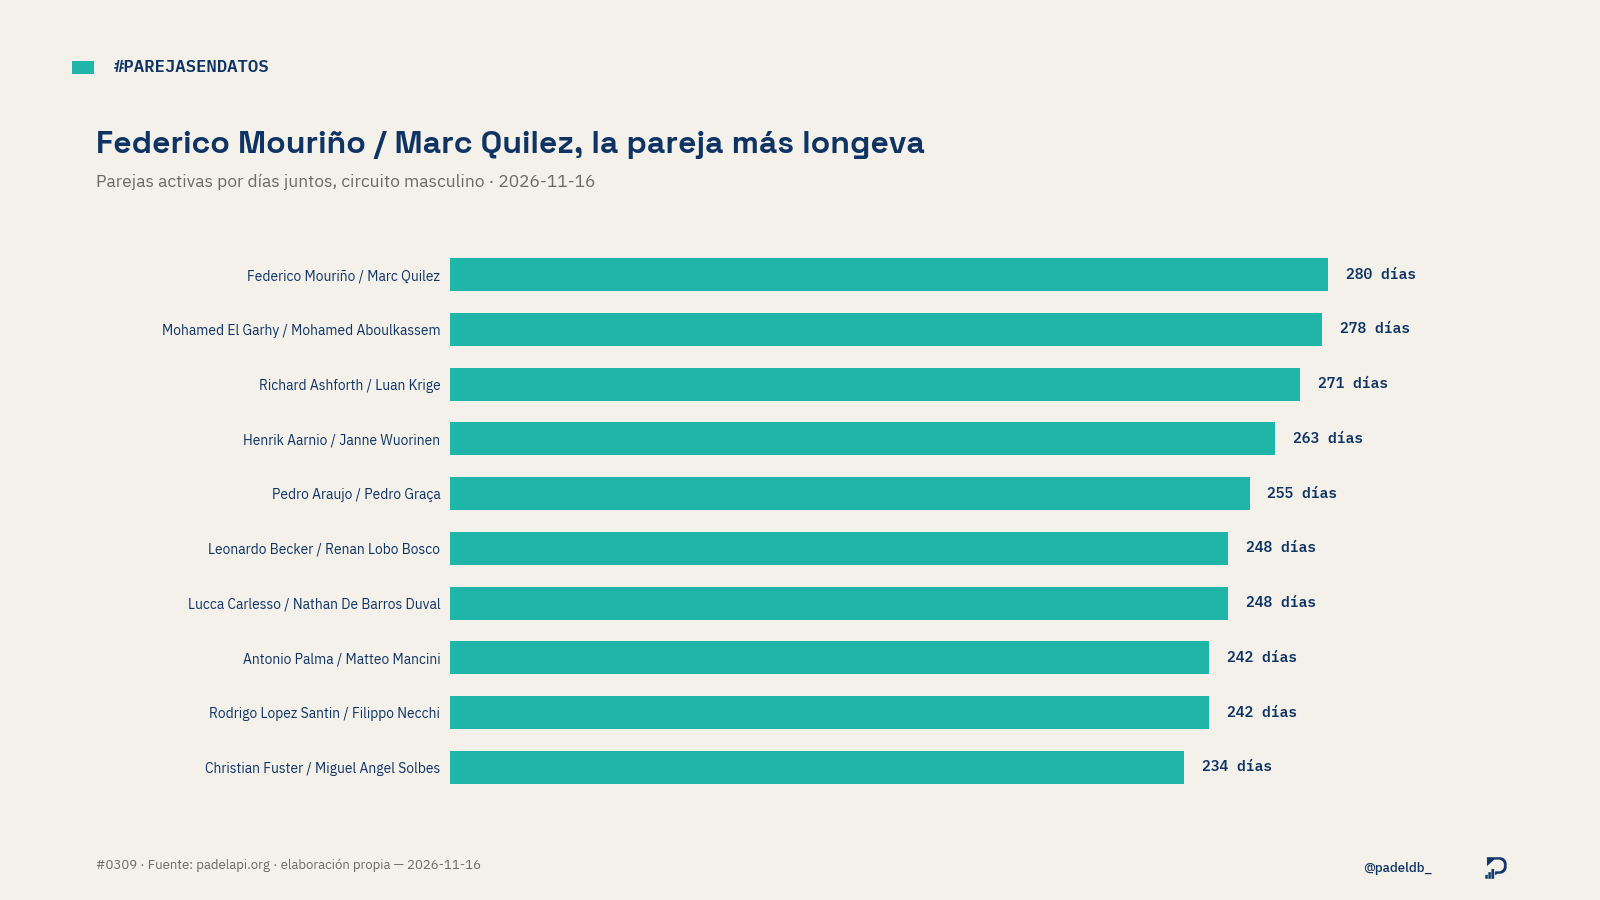 #PAREJASENDATOS
Federico Mouriño / Marc Quilez, la pareja más longeva
Parejas activas por días juntos, circuito masculino · 2026-11-16
Federico Mouriño / Marc Quilez 280 días
Mohamed El Garhy / Mohamed Aboulkassem 278 días
Richard Ashforth / Luan Krige 271 días
Henrik Aarnio / Janne Wuorinen 263 días
Pedro Araujo / Pedro Graça 255 días
Leonardo Becker / Renan Lobo Bosco 248 días
Lucca Carlesso / Nathan De Barros Duval 248 días
Antonio Palma / Matteo Mancini 242 días
Rodrigo Lopez Santin / Filippo Necchi 242 días
Christian Fuster / Miguel Angel Solbes 234 días
#0309 · Fuente: padelapi.org · elaboración propia — 2026-11-16
@padeldb_